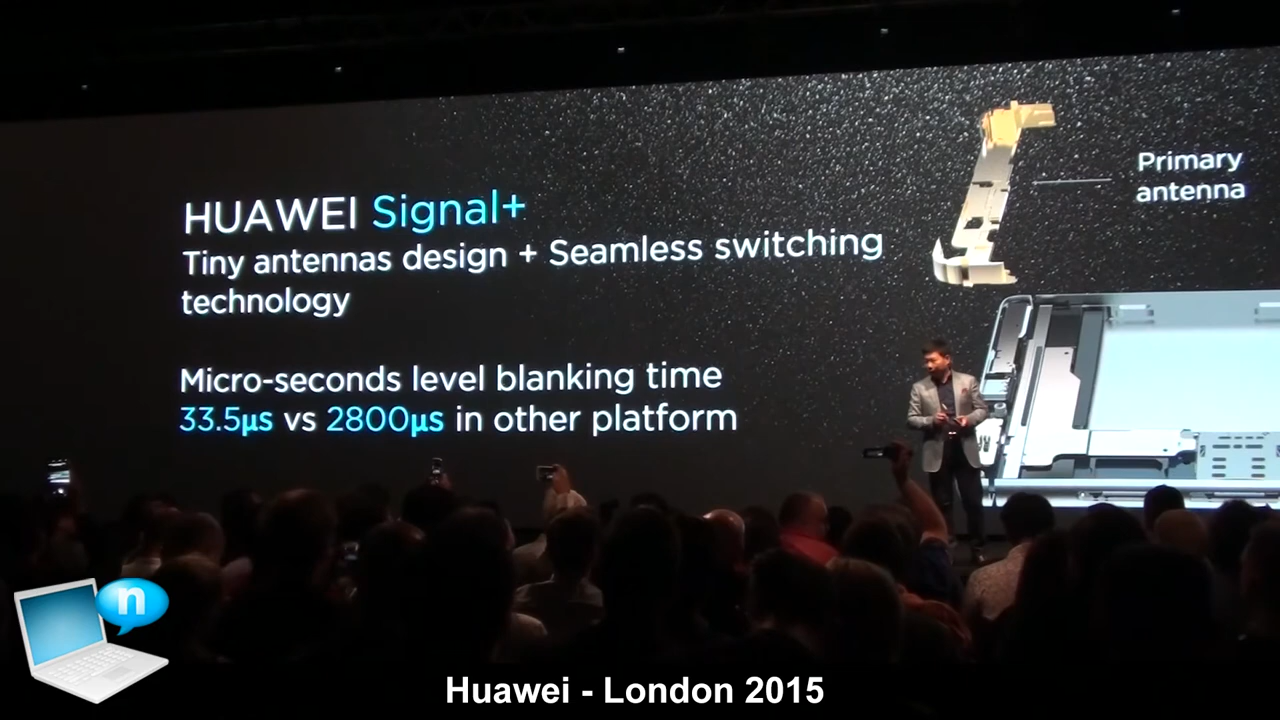 HUAWEI Signal+
Tiny antennas design + Seamless switching
technology
Micro-seconds level blanking time
33.5µs vs 2800µs in other platform
Primary
antenna
n
Huawei - London 2015